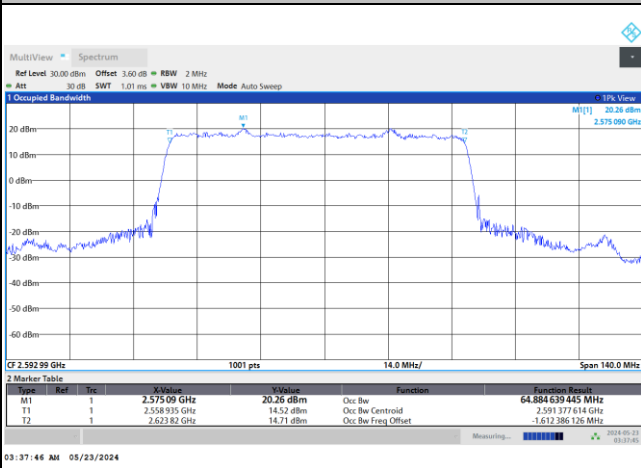 MultiView Spectrum
Ref Level 30.00 dBm Offset 3.60 dB RBW 2 MHz
Att 30 dB SWT 1.01 ms VBW 10 MHz Mode Auto Sweep
1 Occupied Bandwidth 1Pk View
M1[1] 20.26 dBm
2.575 090 GHz
M1
T1 T2
20 dBm
10 dBm
0 dBm
-10 dBm
-20 dBm
-30 dBm
-40 dBm
-50 dBm
-60 dBm
CF 2.592 99 GHz 1001 pts 14.0 MHz/ Span 140.0 MHz
2 Marker Table
Type Ref Trc X-Value Y-Value Function Function Result
M1 1 2.575 09 GHz 20.26 dBm Occ Bw 64.884 639 445 MHz
T1 1 2.558 935 GHz 14.52 dBm Occ Bw Centroid 2.591 377 614 GHz
T2 1 2.623 82 GHz 14.71 dBm Occ Bw Freq Offset -1.612 386 126 MHz
Measuring... 2024-05-23
03:37:45
03:37:46 AM 05/23/2024